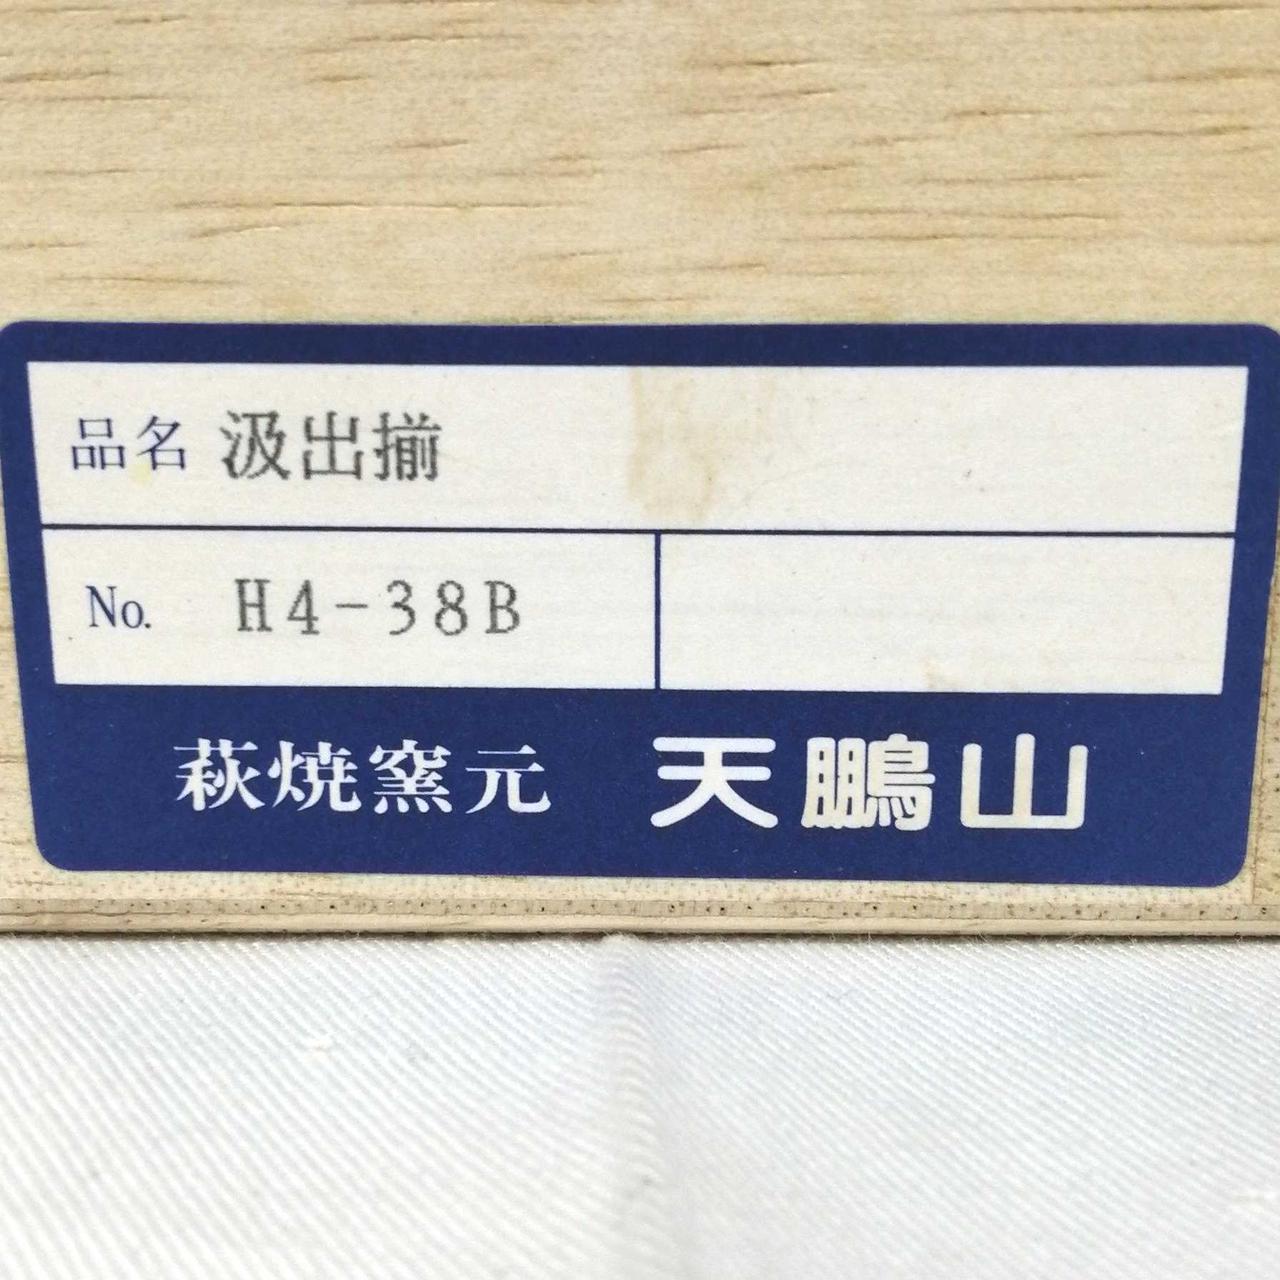 品名 汲出揃
No. H4-38B
萩焼窯元 天鵬山